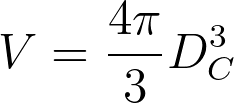 V = \frac{4\pi}{3} D_C^3